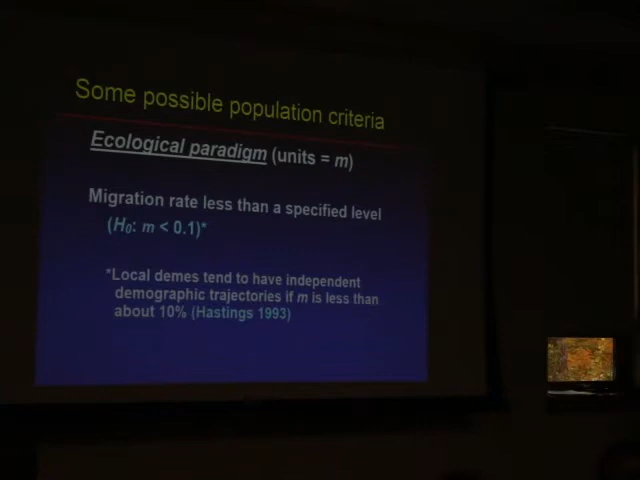 Some possible population criteria
Ecological paradigm (units = m)
Migration rate less than a specified level
(H₀: m < 0.1)*
*Local demes tend to have independent
demographic trajectories if m is less than
about 10% (Hastings 1993)